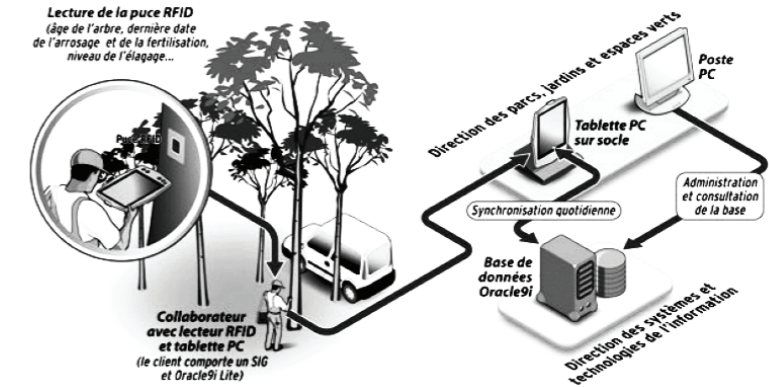 Lecture de la puce RFID
(âge de l'arbre, dernière date
de l'arrosage et de la fertilisation,
niveau de l'élagage...
Direction des parcs, jardins et espaces verts
Poste
PC
Tablette PC
sur socle
Administration
et consultation
de la base
Synchronisation quotidienne
Base de
données
Oracle9i
Direction des systèmes et
technologies de l'information
Collaborateur
avec lecteur RFID
et tablette PC
(le client comporte un SIG
et Oracle9i Lite)